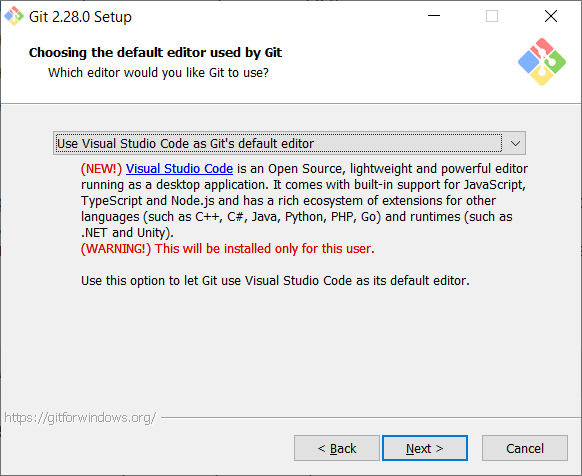 Git 2.28.0 Setup
Choosing the default editor used by Git
Which editor would you like Git to use?
Use Visual Studio Code as Git's default editor
(NEW!) Visual Studio Code is an Open Source, lightweight and powerful editor
running as a desktop application. It comes with built-in support for JavaScript,
TypeScript and Node.js and has a rich ecosystem of extensions for other
languages (such as C++, C#, Java, Python, PHP, Go) and runtimes (such as
.NET and Unity).
(WARNING!) This will be installed only for this user.
Use this option to let Git use Visual Studio Code as its default editor.
https://gitforwindows.org/
< Back Next > Cancel